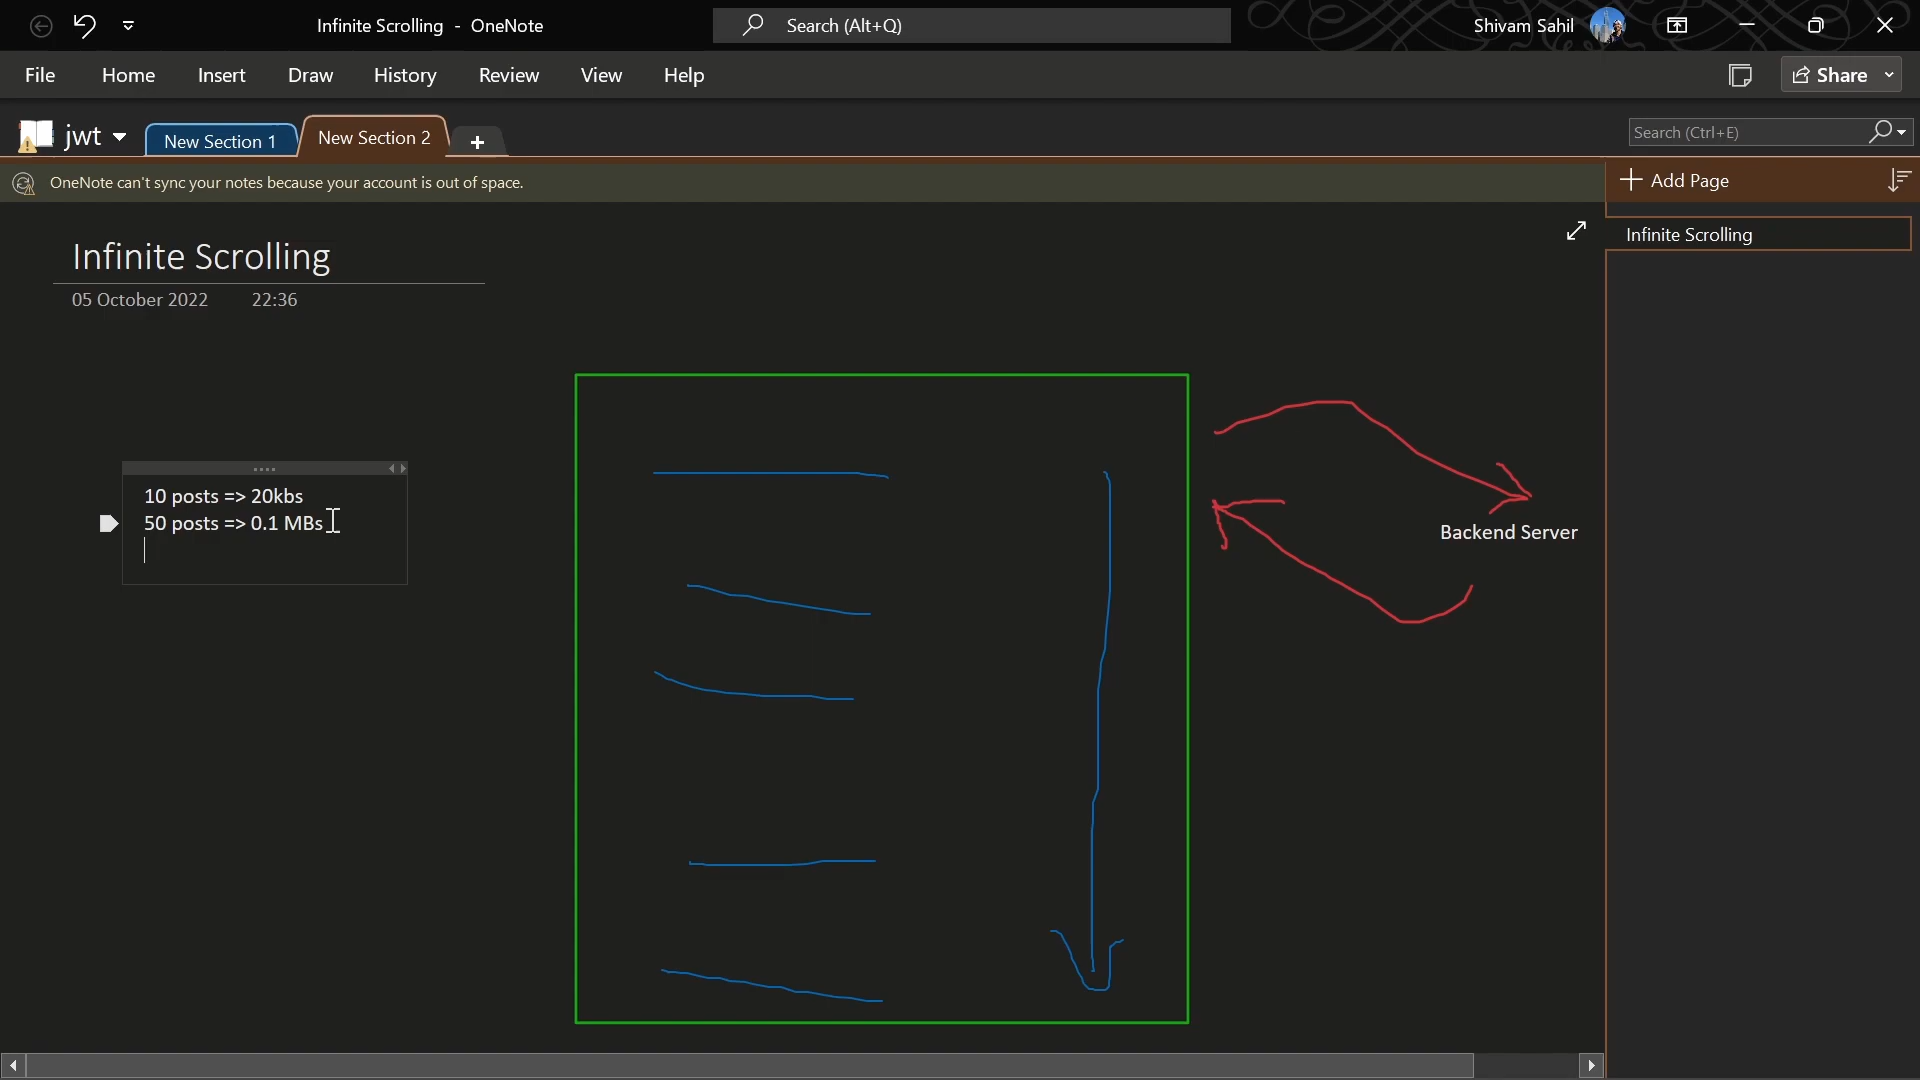 Infinite Scrolling - OneNote
Search (Alt+Q)
Shivam Sahil
File Home Insert Draw History Review View Help
Share
jwt
New Section 1
New Section 2
+
Search (Ctrl+E)
OneNote can't sync your notes because your account is out of space.
Add Page
Infinite Scrolling
Infinite Scrolling
05 October 2022 22:36
10 posts => 20kbs
50 posts => 0.1 MBs
Backend Server